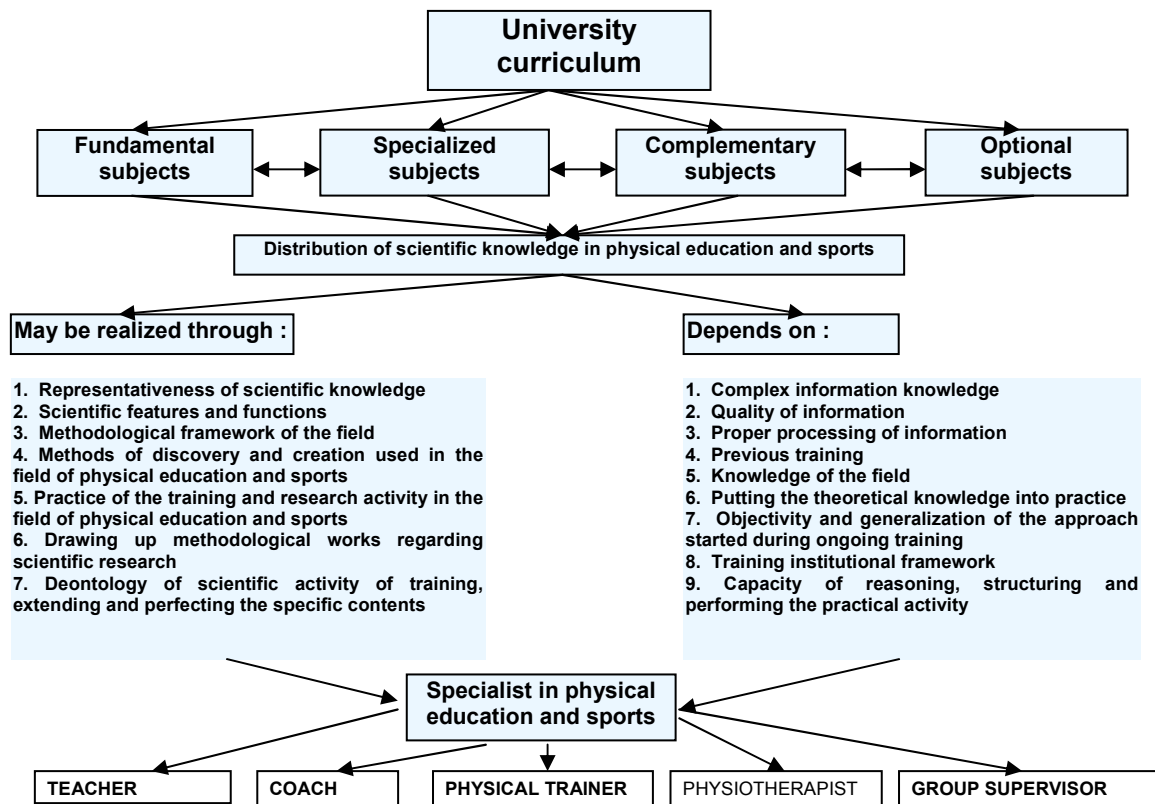 University
curriculum
Fundamental
subjects
Specialized
subjects
Complementary
subjects
Optional
subjects
Distribution of scientific knowledge in physical education and sports
May be realized through :
1. Representativeness of scientific knowledge
2. Scientific features and functions
3. Methodological framework of the field
4. Methods of discovery and creation used in the
field of physical education and sports
5. Practice of the training and research activity in the
field of physical education and sports
6. Drawing up methodological works regarding
scientific research
7. Deontology of scientific activity of training,
extending and perfecting the specific contents
Depends on :
1. Complex information knowledge
2. Quality of information
3. Proper processing of information
4. Previous training
5. Knowledge of the field
6. Putting the theoretical knowledge into practice
7. Objectivity and generalization of the approach
started during ongoing training
8. Training institutional framework
9. Capacity of reasoning, structuring and
performing the practical activity
Specialist in physical
education and sports
TEACHER
COACH
PHYSICAL TRAINER
PHYSIOTHERAPIST
GROUP SUPERVISOR